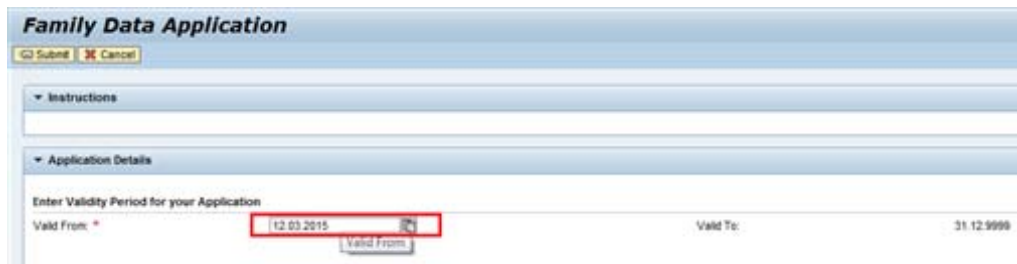 Family Data Application
Submit Cancel
Instructions
Application Details
Enter Validity Period for your Application
Valid From: * 12.03.2015 Valid To: 31.12.9999
Valid From